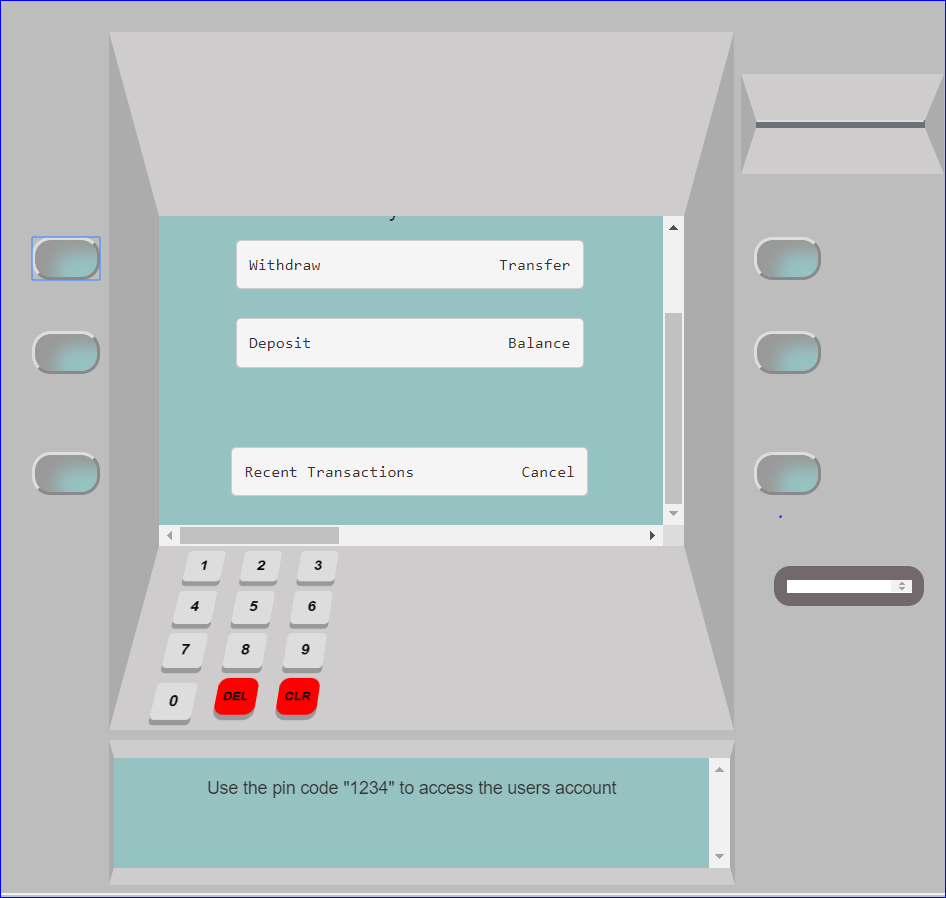 Withdraw Transfer
Deposit Balance
Recent Transactions Cancel
1 2 3
4 5 6
7 8 9
0 DEL CLR
Use the pin code "1234" to access the users account